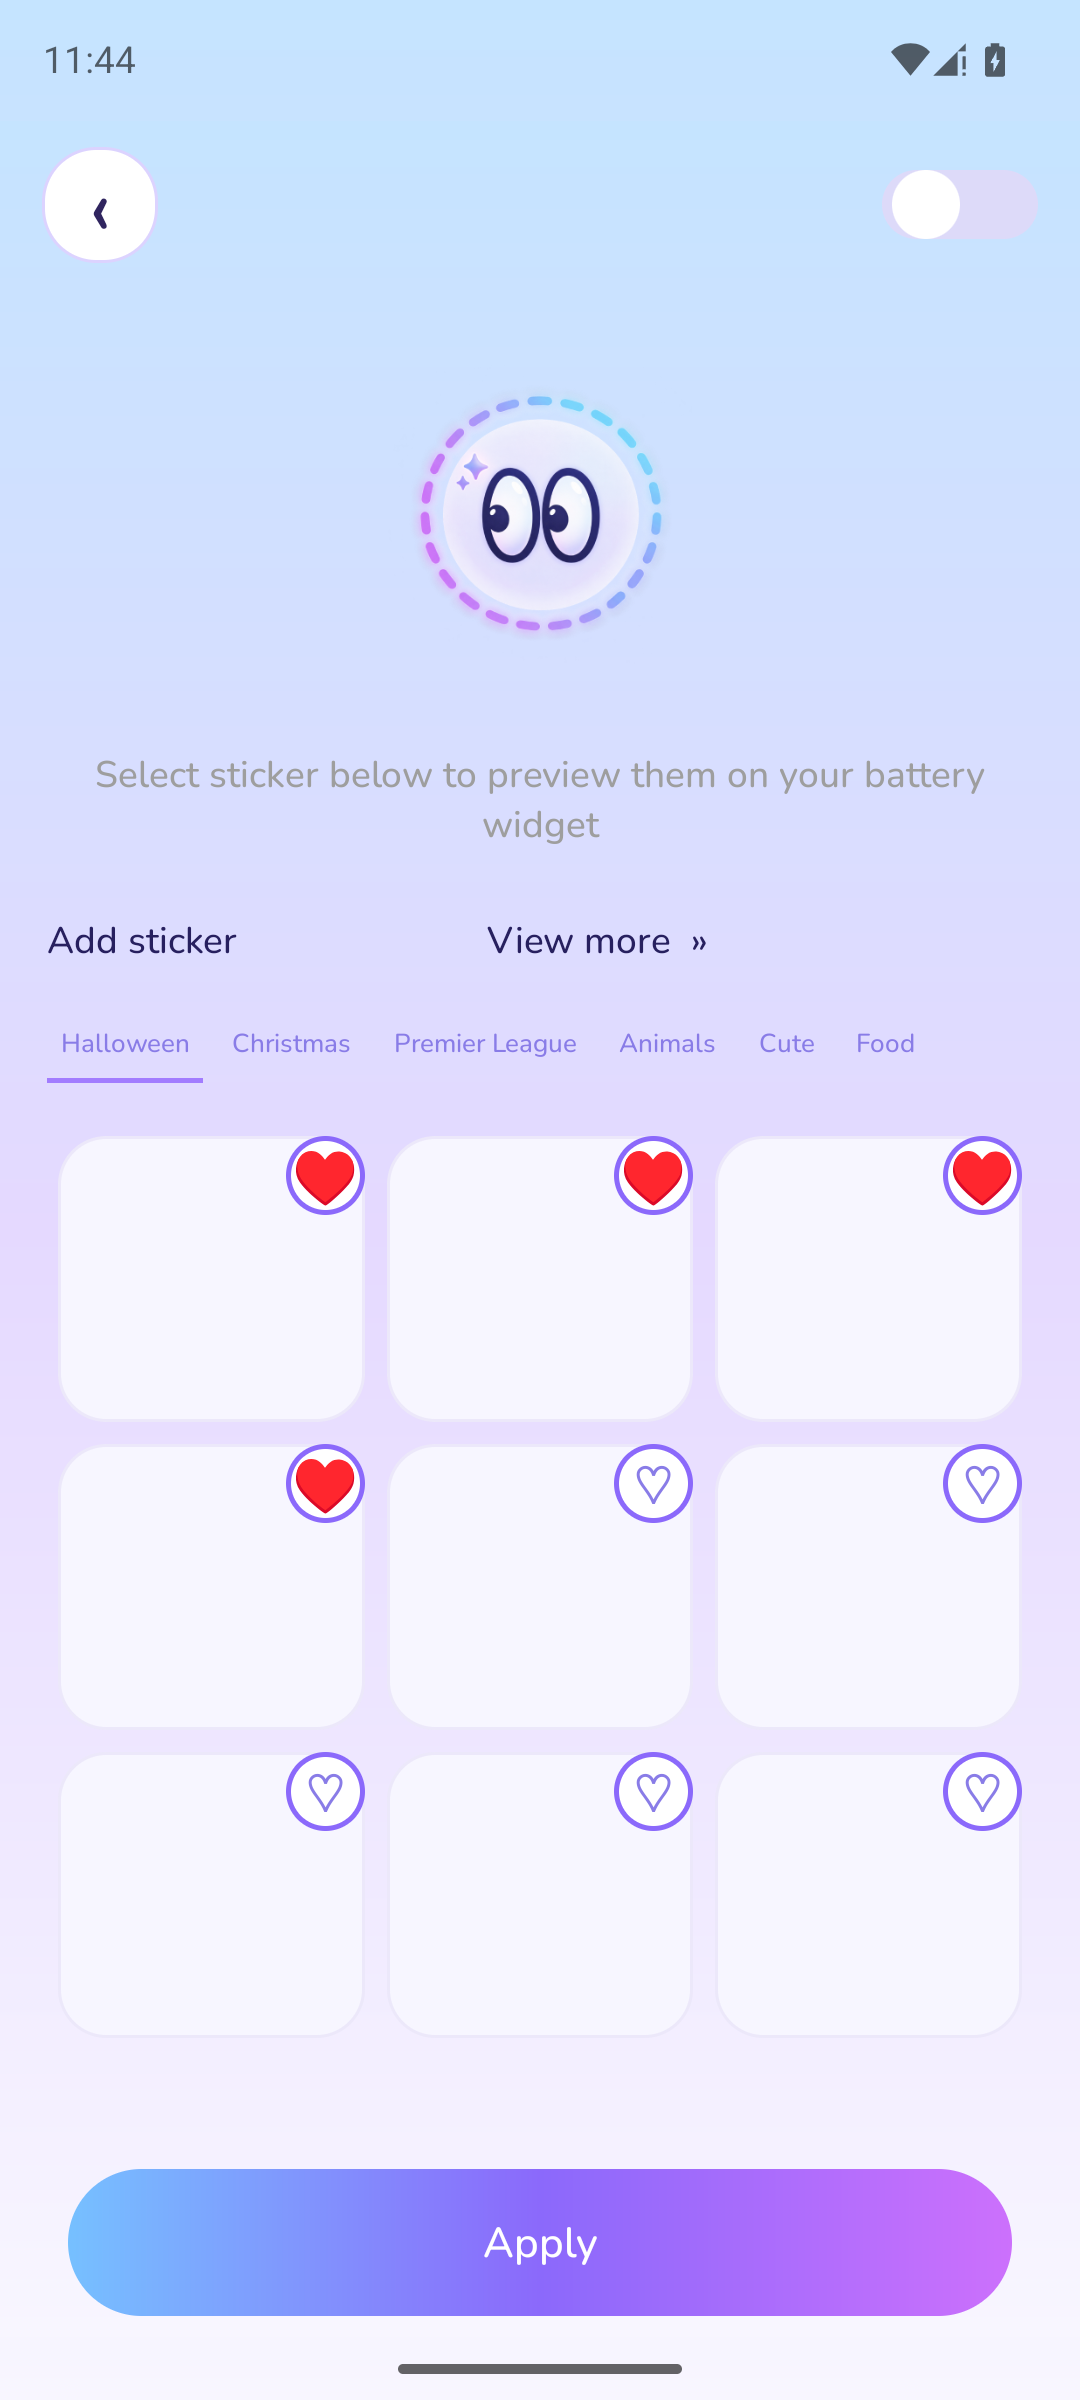 11:44
Select sticker below to preview them on your battery
widget
Add sticker
View more »
Halloween Christmas Premier League Animals Cute Food
Apply